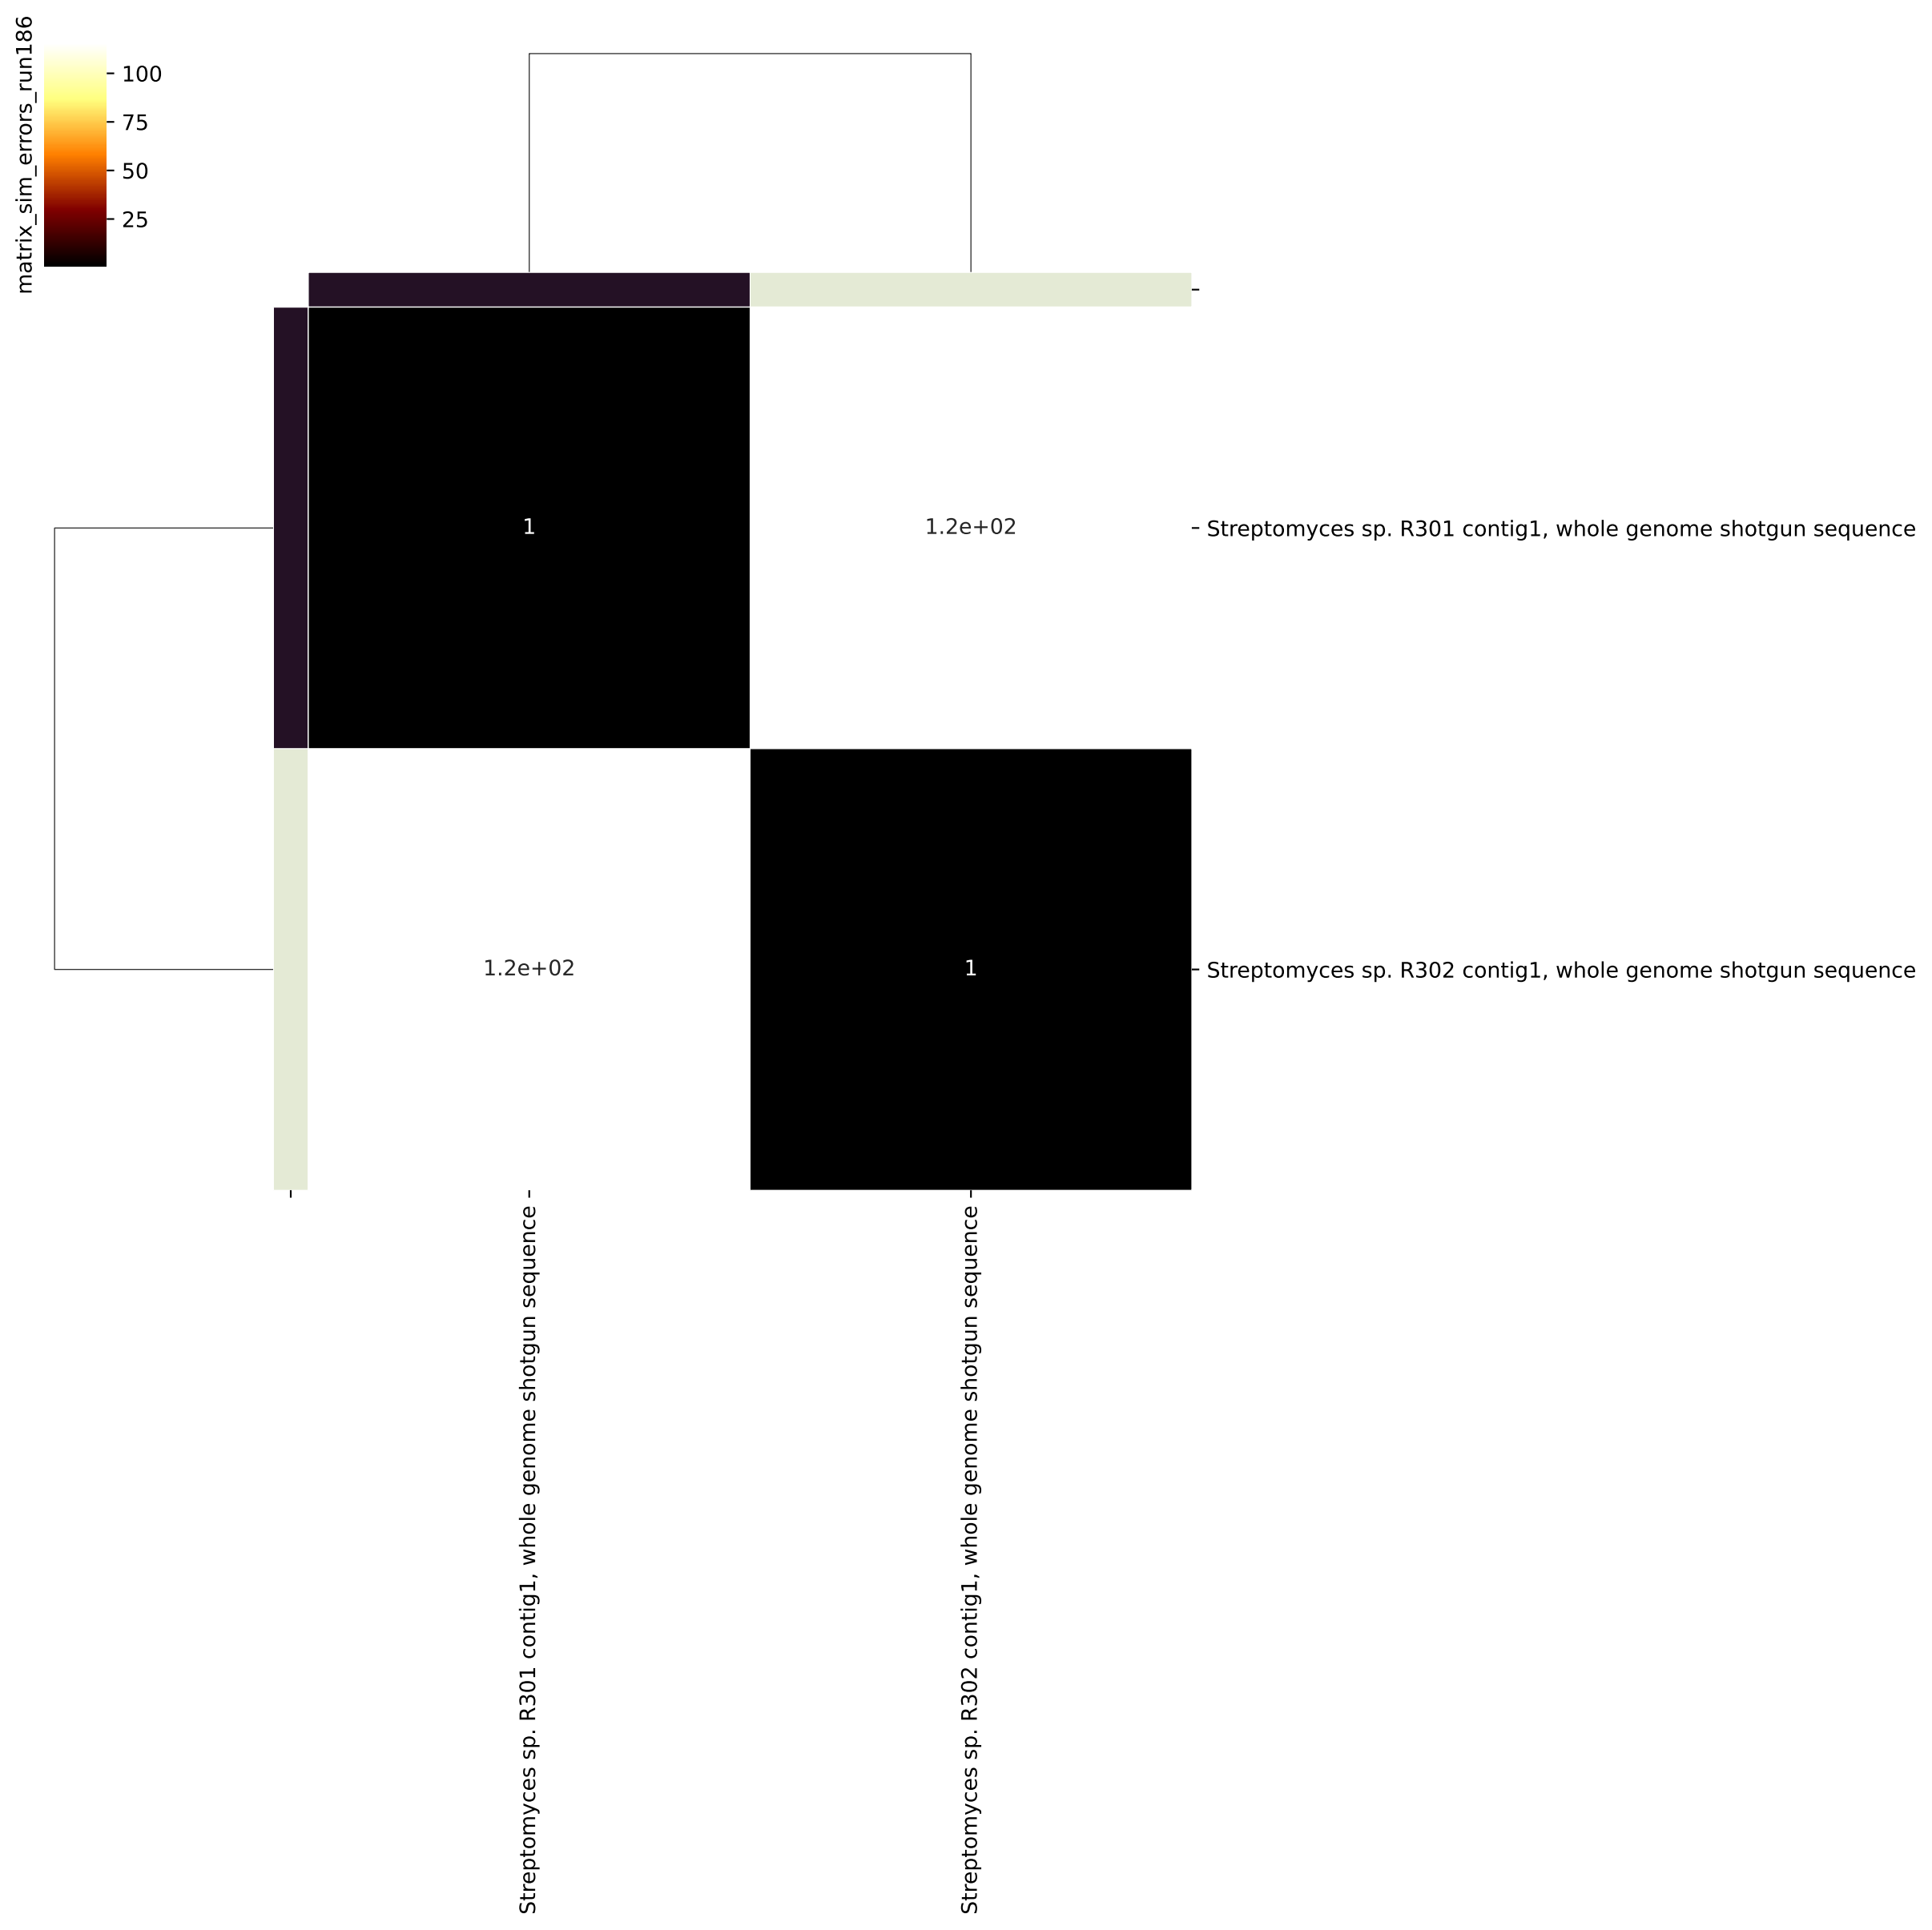 matrix_sim_errors_run186
100
75
50
25
1
1.2e+02
Streptomyces sp. R301 contig1, whole genome shotgun sequence
1.2e+02
1
Streptomyces sp. R302 contig1, whole genome shotgun sequence
Streptomyces sp. R301 contig1, whole genome shotgun sequence
Streptomyces sp. R302 contig1, whole genome shotgun sequence